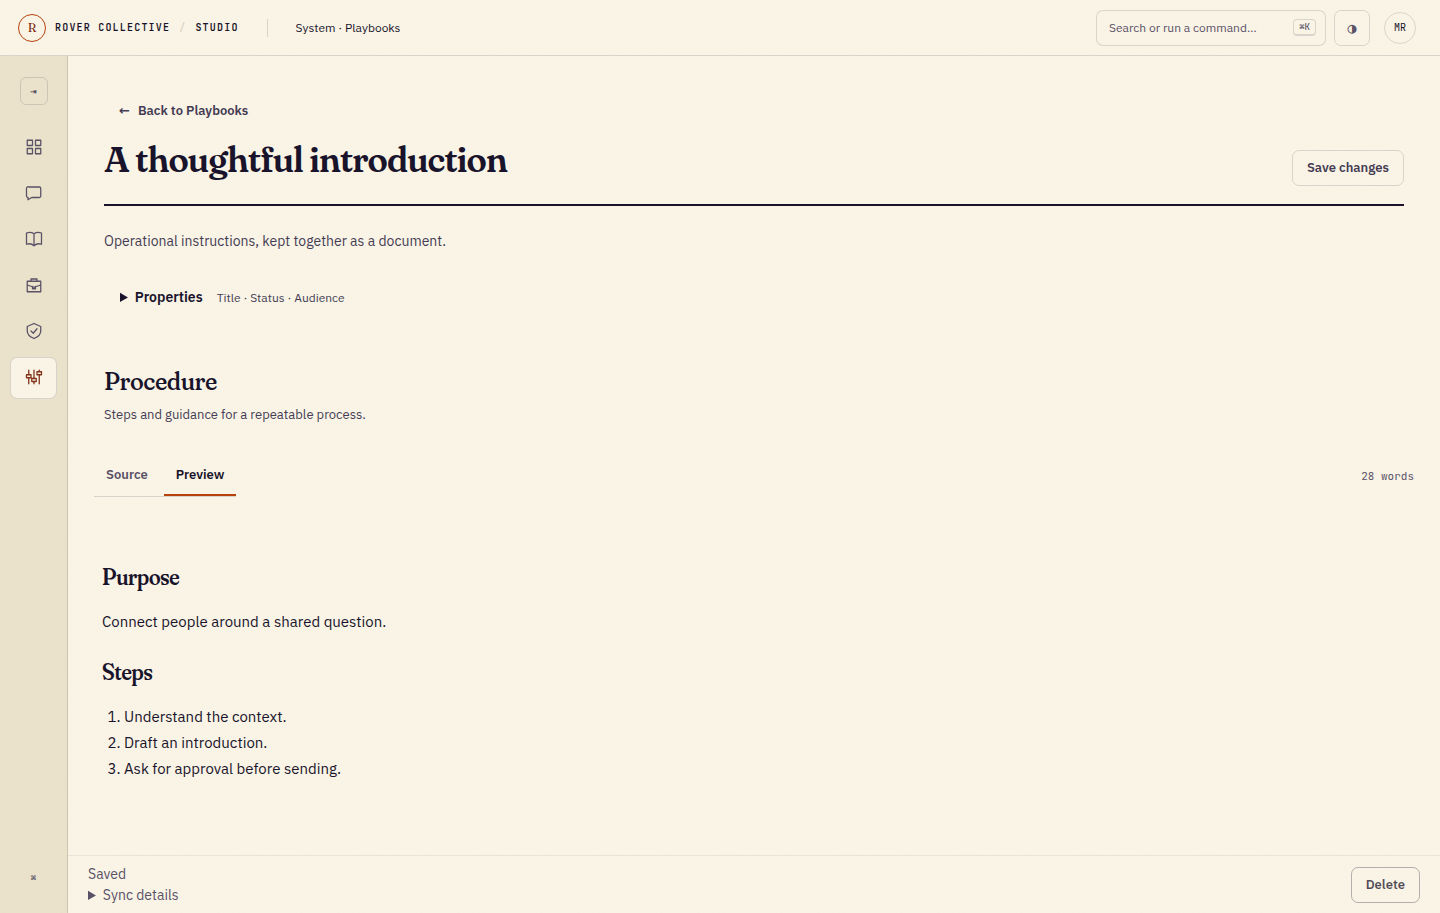 R ROVER COLLECTIVE / STUDIO System · Playbooks Search or run a command... ⌘K MR
← Back to Playbooks
A thoughtful introduction
Save changes
Operational instructions, kept together as a document.
Properties Title · Status · Audience
Procedure
Steps and guidance for a repeatable process.
Source Preview 28 words
Purpose
Connect people around a shared question.
Steps
1. Understand the context.
2. Draft an introduction.
3. Ask for approval before sending.
Saved
Sync details
Delete
⌘